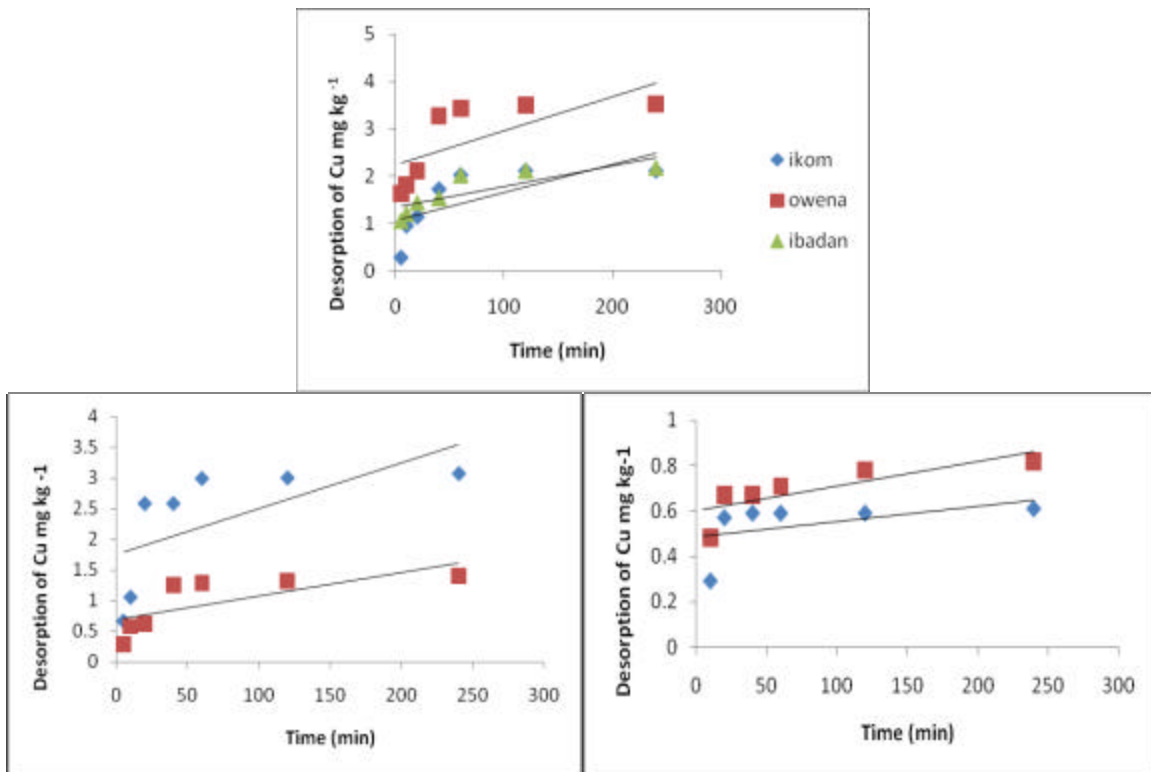 Desorption of Cu mg kg -1
5
4
3
2
1
0
0 100 200 300
Time (min)
ikom
owena
ibadan
Desorption of Cu mg kg -1
4
3.5
3
2.5
2
1.5
1
0.5
0
0 50 100 150 200 250 300
Time (min)
Desorption of Cu mg kg-1
1
0.8
0.6
0.4
0.2
0
0 50 100 150 200 250 300
Time (min)